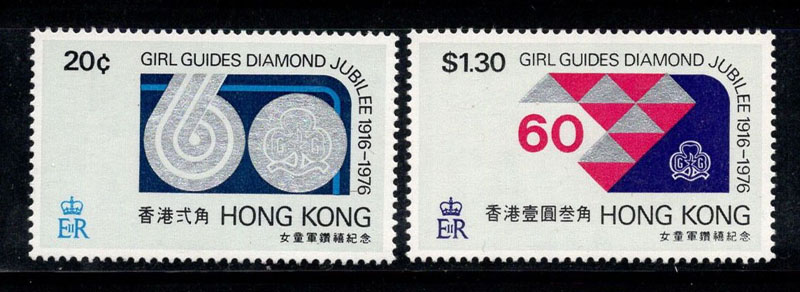 20¢
GIRL GUIDES DIAMOND JUBILEE 1916–1976
60
香港弍角 HONG KONG
EIIR
女童軍鑽禧紀念
$1.30
GIRL GUIDES DIAMOND JUBILEE 1916–1976
60
GG
香港壹圓叁角 HONG KONG
EIIR
女童軍鑽禧紀念